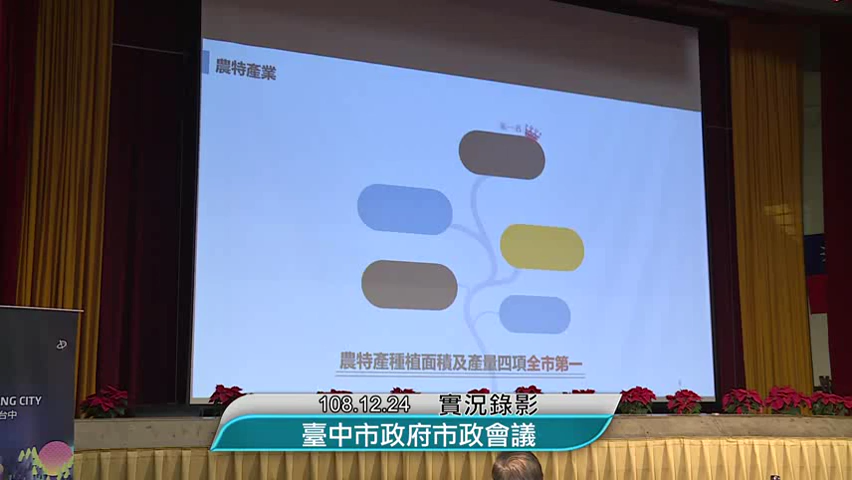 農特產業
第一名
農特產種植面積及產量四項全市第一
NG CITY
台中
108.12.24 實況錄影
臺中市政府市政會議